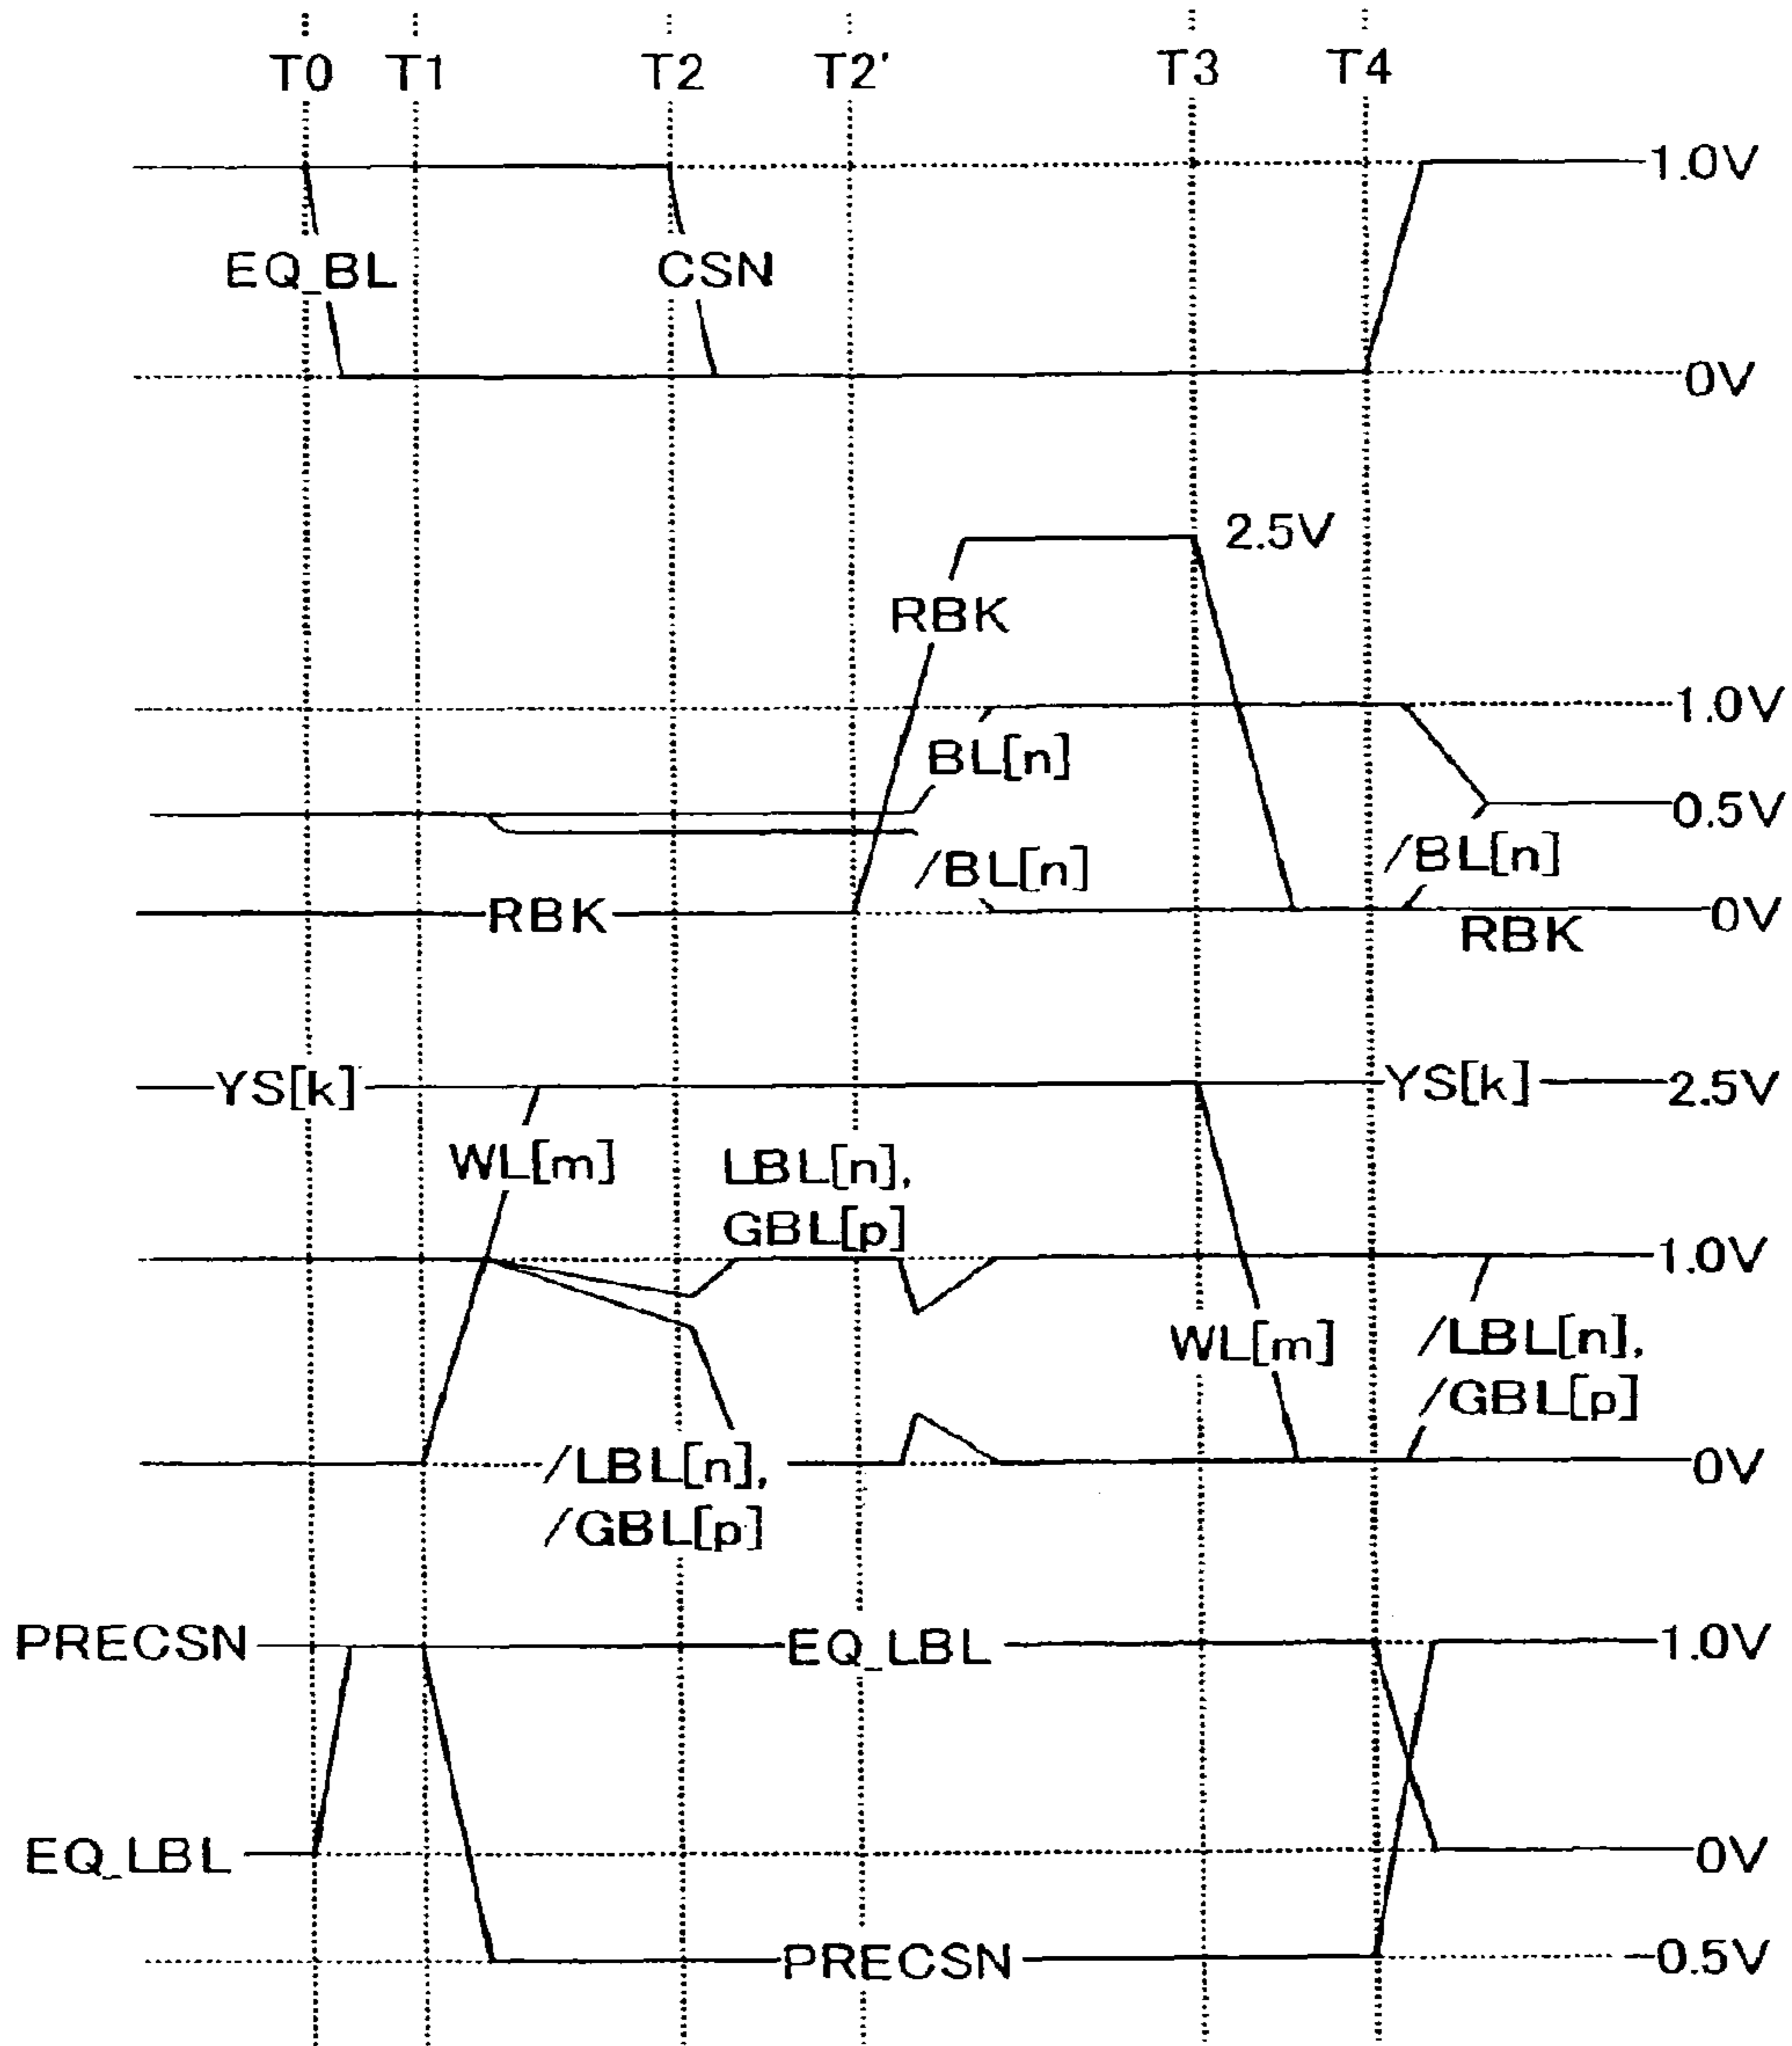 T0 T1 T2 T2' T3 T4
1.0V
EQ_BL CSN
0V
2.5V
RBK
1.0V
BL[n]
0.5V
/BL[n] /BL[n]
RBK 0V
RBK
YS[k] YS[k] 2.5V
WL[m] LBL[n],
GBL[p]
1.0V
WL[m] /LBL[n],
/GBL[p]
/LBL[n], 0V
/GBL[p]
PRECSN EQ_LBL 1.0V
EQ_LBL 0V
PRECSN -0.5V